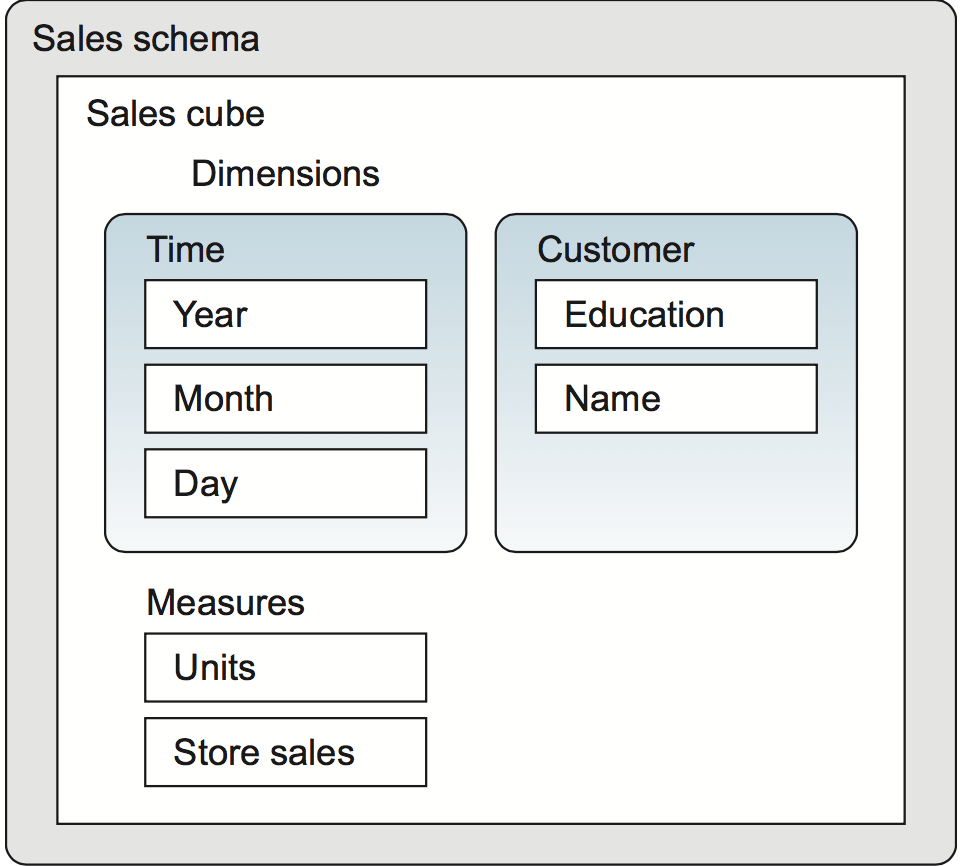 Sales schema
Sales cube
Dimensions
Time
Year
Month
Day
Customer
Education
Name
Measures
Units
Store sales